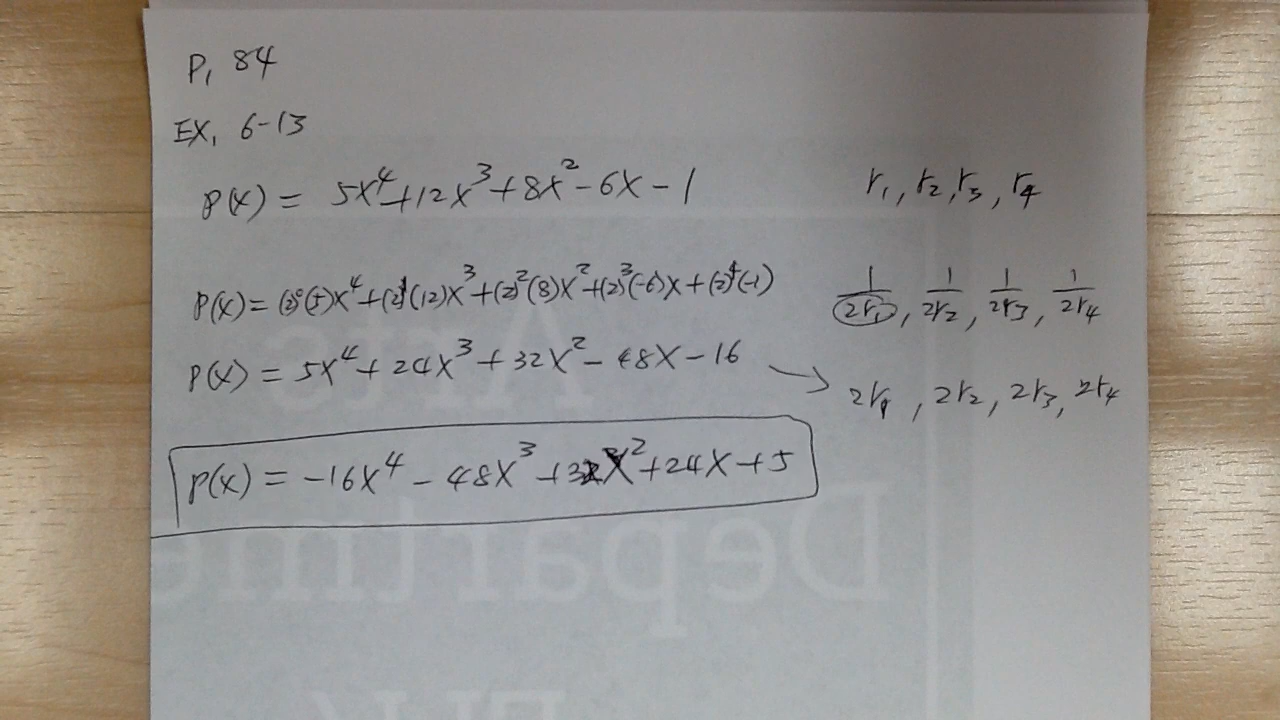 P, 84
EX, 6-13
P(x) = 5x⁴+12x³+8x²-6x-1
r₁, r₂, r₃, r₄
P(x) = (2)⁰(5)x⁴+(2)¹(12)x³+(2)²(8)x²+(2)³(-6)x+(2)⁴(-1)
1/2r₁, 1/2r₂, 1/2r₃, 1/2r₄
P(x) = 5x⁴+24x³+32x²-48x-16 →
2r₁, 2r₂, 2r₃, 2r₄
P(x) = -16x⁴-48x³+32x²+24x+5
Arts
Departme